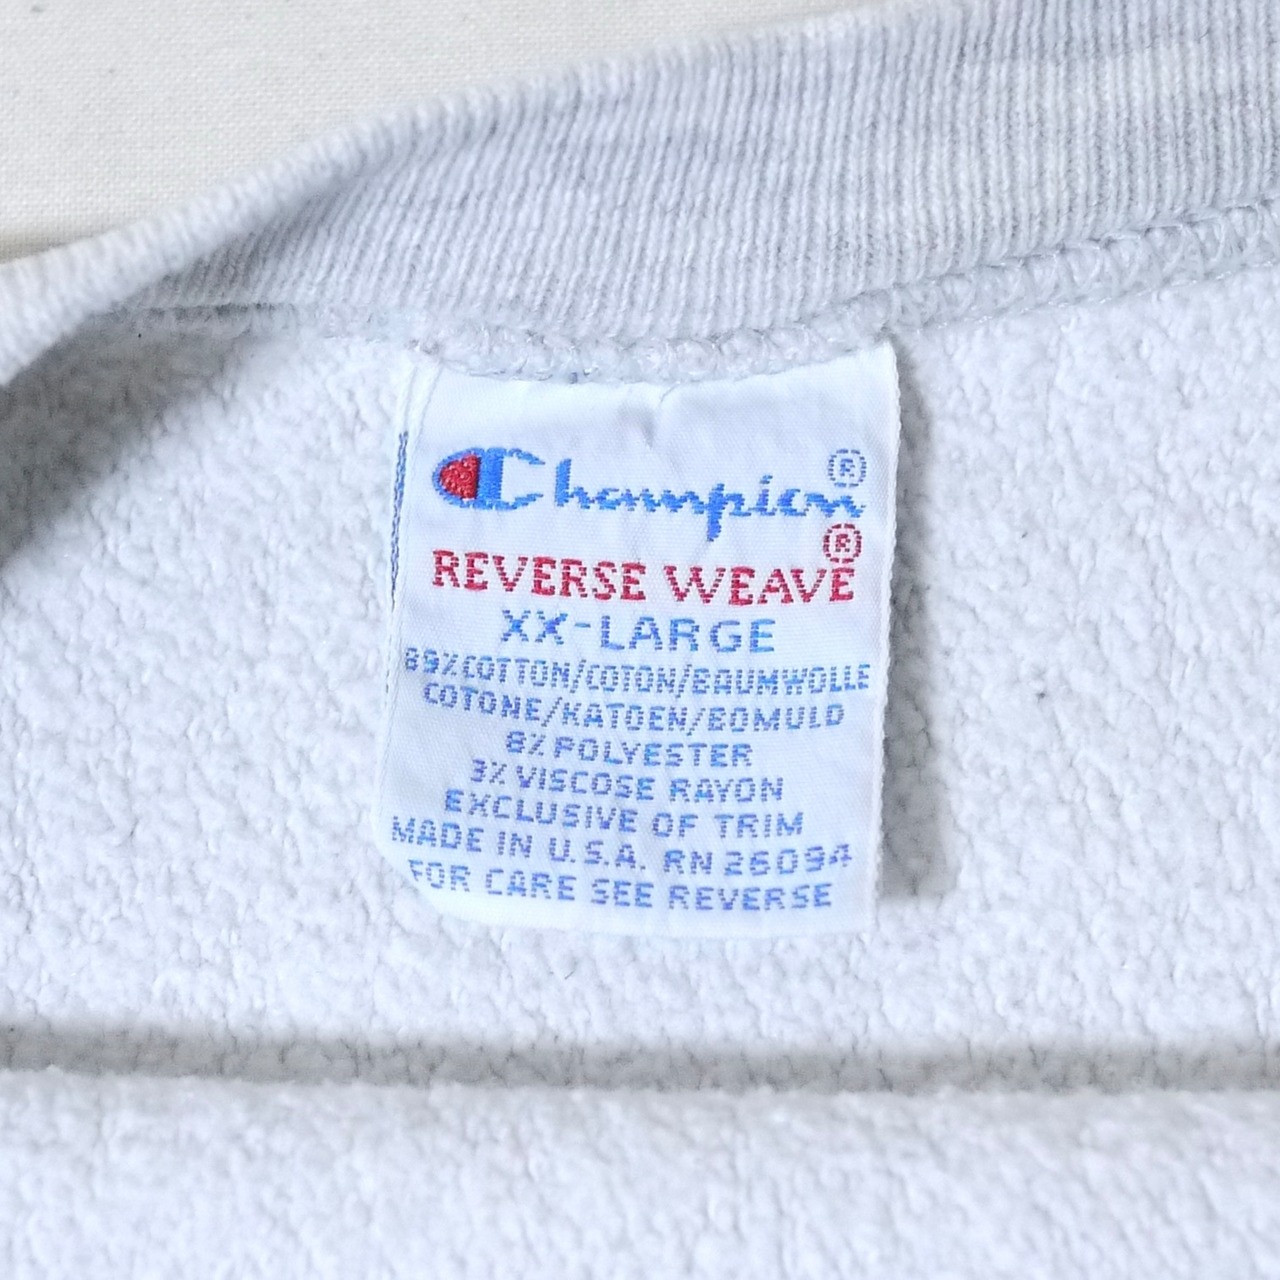 Champion®
REVERSE WEAVE®
XX-LARGE
89% COTTON/COTON/BAUMWOLLE
COTONE/KATOEN/BOMULD
8% POLYESTER
3% VISCOSE RAYON
EXCLUSIVE OF TRIM
MADE IN U.S.A. RN 26094
FOR CARE SEE REVERSE